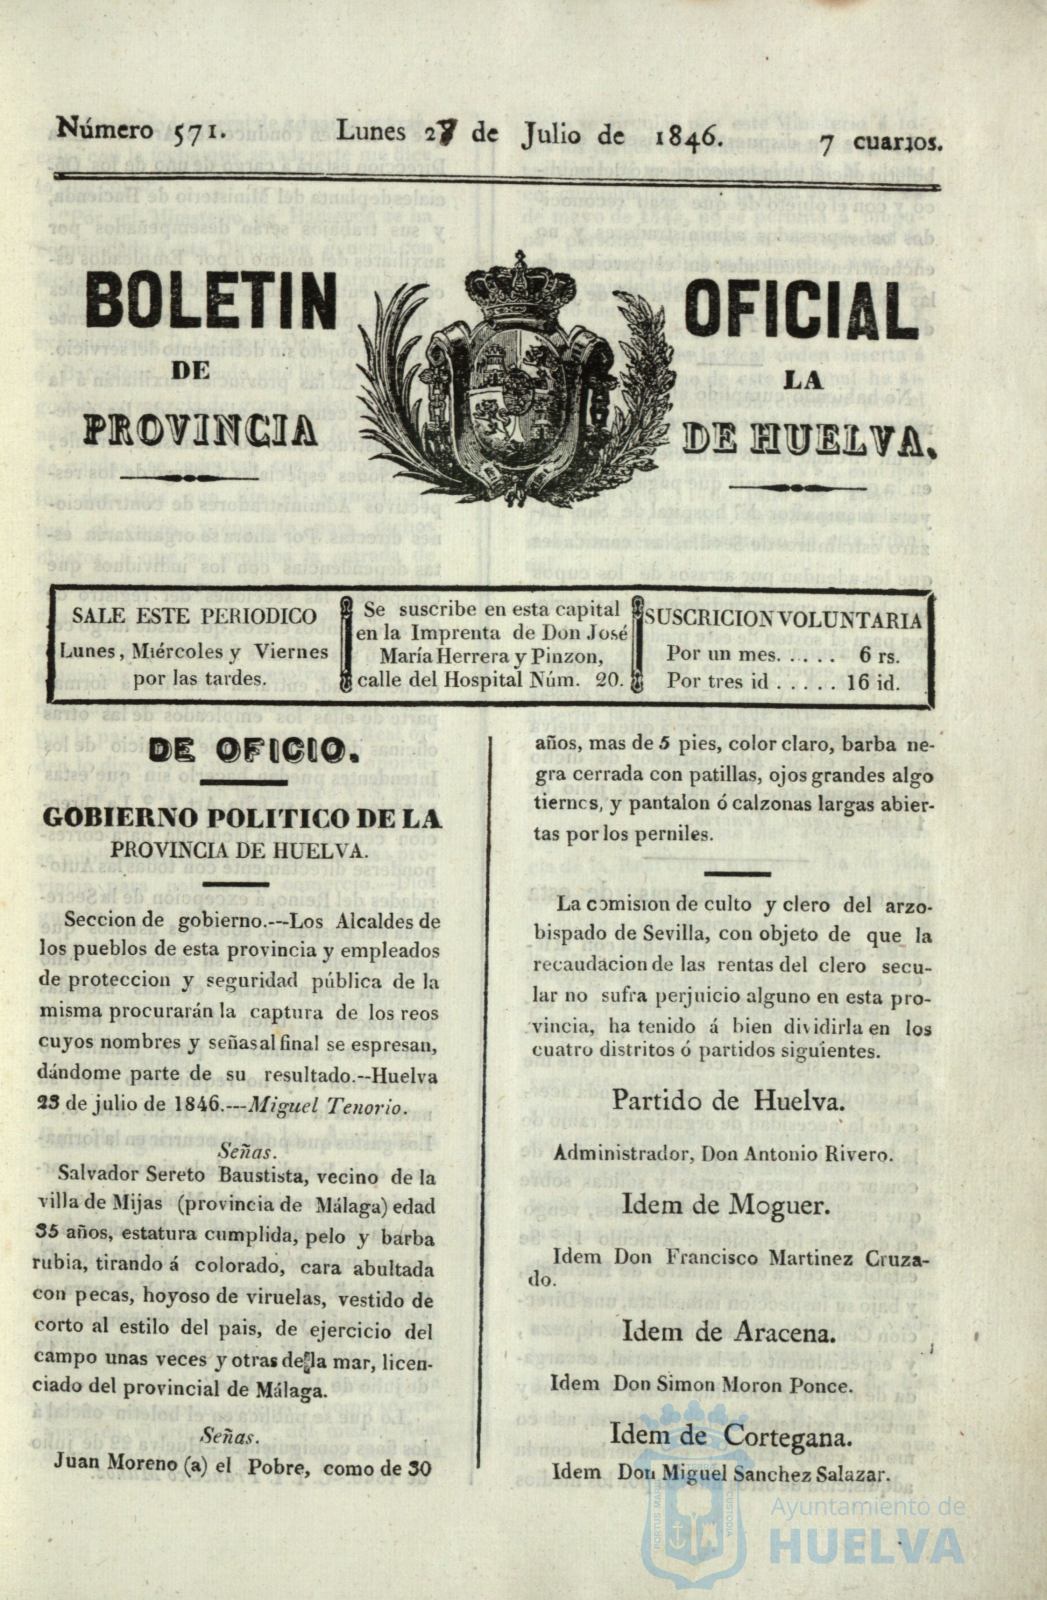 Número 571. Lunes 27 de Julio de 1846. 7 cuartos.
BOLETIN OFICIAL
DE LA
PROVINCIA DE HUELVA.
SALE ESTE PERIODICO
Lunes, Miércoles y Viernes
por las tardes.
Se suscribe en esta capital
en la Imprenta de Don José
María Herrera y Pinzon,
calle del Hospital Núm. 20.
SUSCRICION VOLUNTARIA
Por un mes. . . . . . 6 rs.
Por tres id . . . . . 16 id.
DE OFICIO.
GOBIERNO POLITICO DE LA
PROVINCIA DE HUELVA.
Seccion de gobierno.---Los Alcaldes de
los pueblos de esta provincia y empleados
de proteccion y seguridad pública de la
misma procurarán la captura de los reos
cuyos nombres y señas al final se espresan,
dándome parte de su resultado.--Huelva
23 de julio de 1846.---Miguel Tenorio.
Señas.
Salvador Sereto Baustista, vecino de la
villa de Mijas (provincia de Málaga) edad
35 años, estatura cumplida, pelo y barba
rubia, tirando á colorado, cara abultada
con pecas, hoyoso de viruelas, vestido de
corto al estilo del pais, de ejercicio del
campo unas veces y otras de la mar, licen-
ciado del provincial de Málaga.
Señas.
Juan Moreno (a) el Pobre, como de 30
años, mas de 5 pies, color claro, barba ne-
gra cerrada con patillas, ojos grandes algo
tiernes, y pantalon ó calzonas largas abier-
tas por los perniles.
La comision de culto y clero del arzo-
bispado de Sevilla, con objeto de que la
recaudacion de las rentas del clero secu-
lar no sufra perjuicio alguno en esta pro-
vincia, ha tenido á bien dividirla en los
cuatro distritos ó partidos siguientes.
Partido de Huelva.
Administrador, Don Antonio Rivero.
Idem de Moguer.
Idem Don Francisco Martinez Cruza-
do.
Idem de Aracena.
Idem Don Simon Moron Ponce.
Idem de Cortegana.
Idem Don Miguel Sanchez Salazar.
Ayuntamiento de
HUELVA